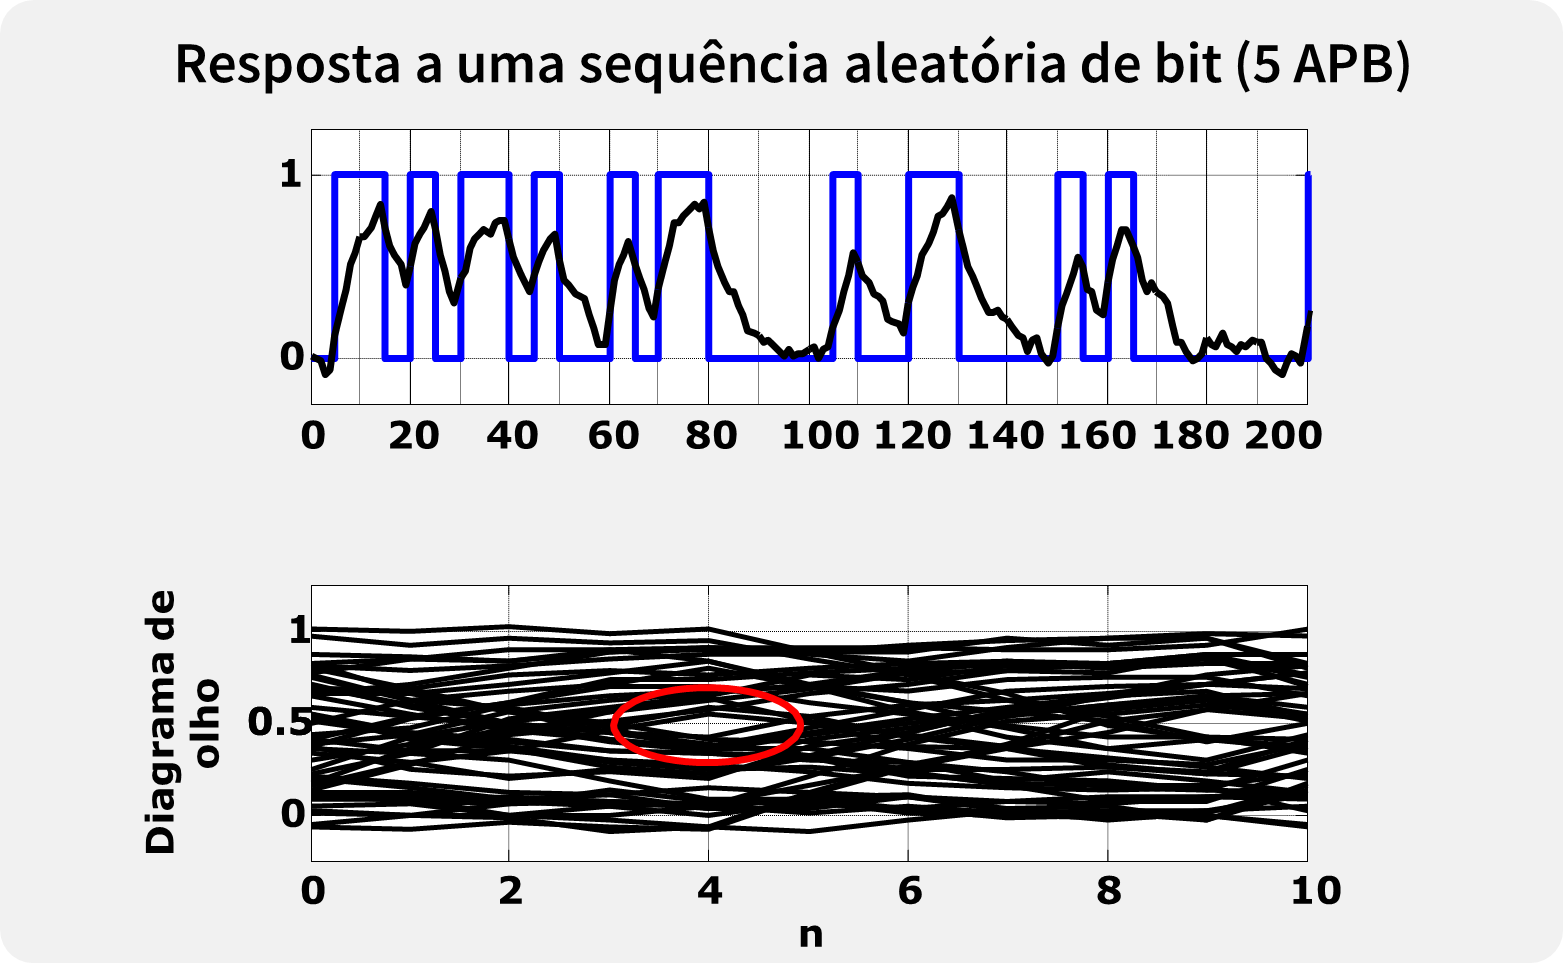 Resposta a uma sequência aleatória de bit (5 APB)
1
0
0 20 40 60 80 100 120 140 160 180 200
Diagrama de
olho
1
0.5
0
0 2 4 6 8 10
n